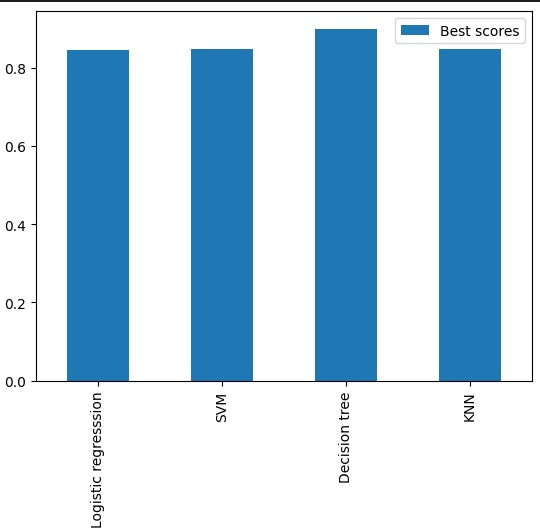 Best scores
0.8
0.6
0.4
0.2
0.0
Logistic regresssion
SVM
Decision tree
KNN